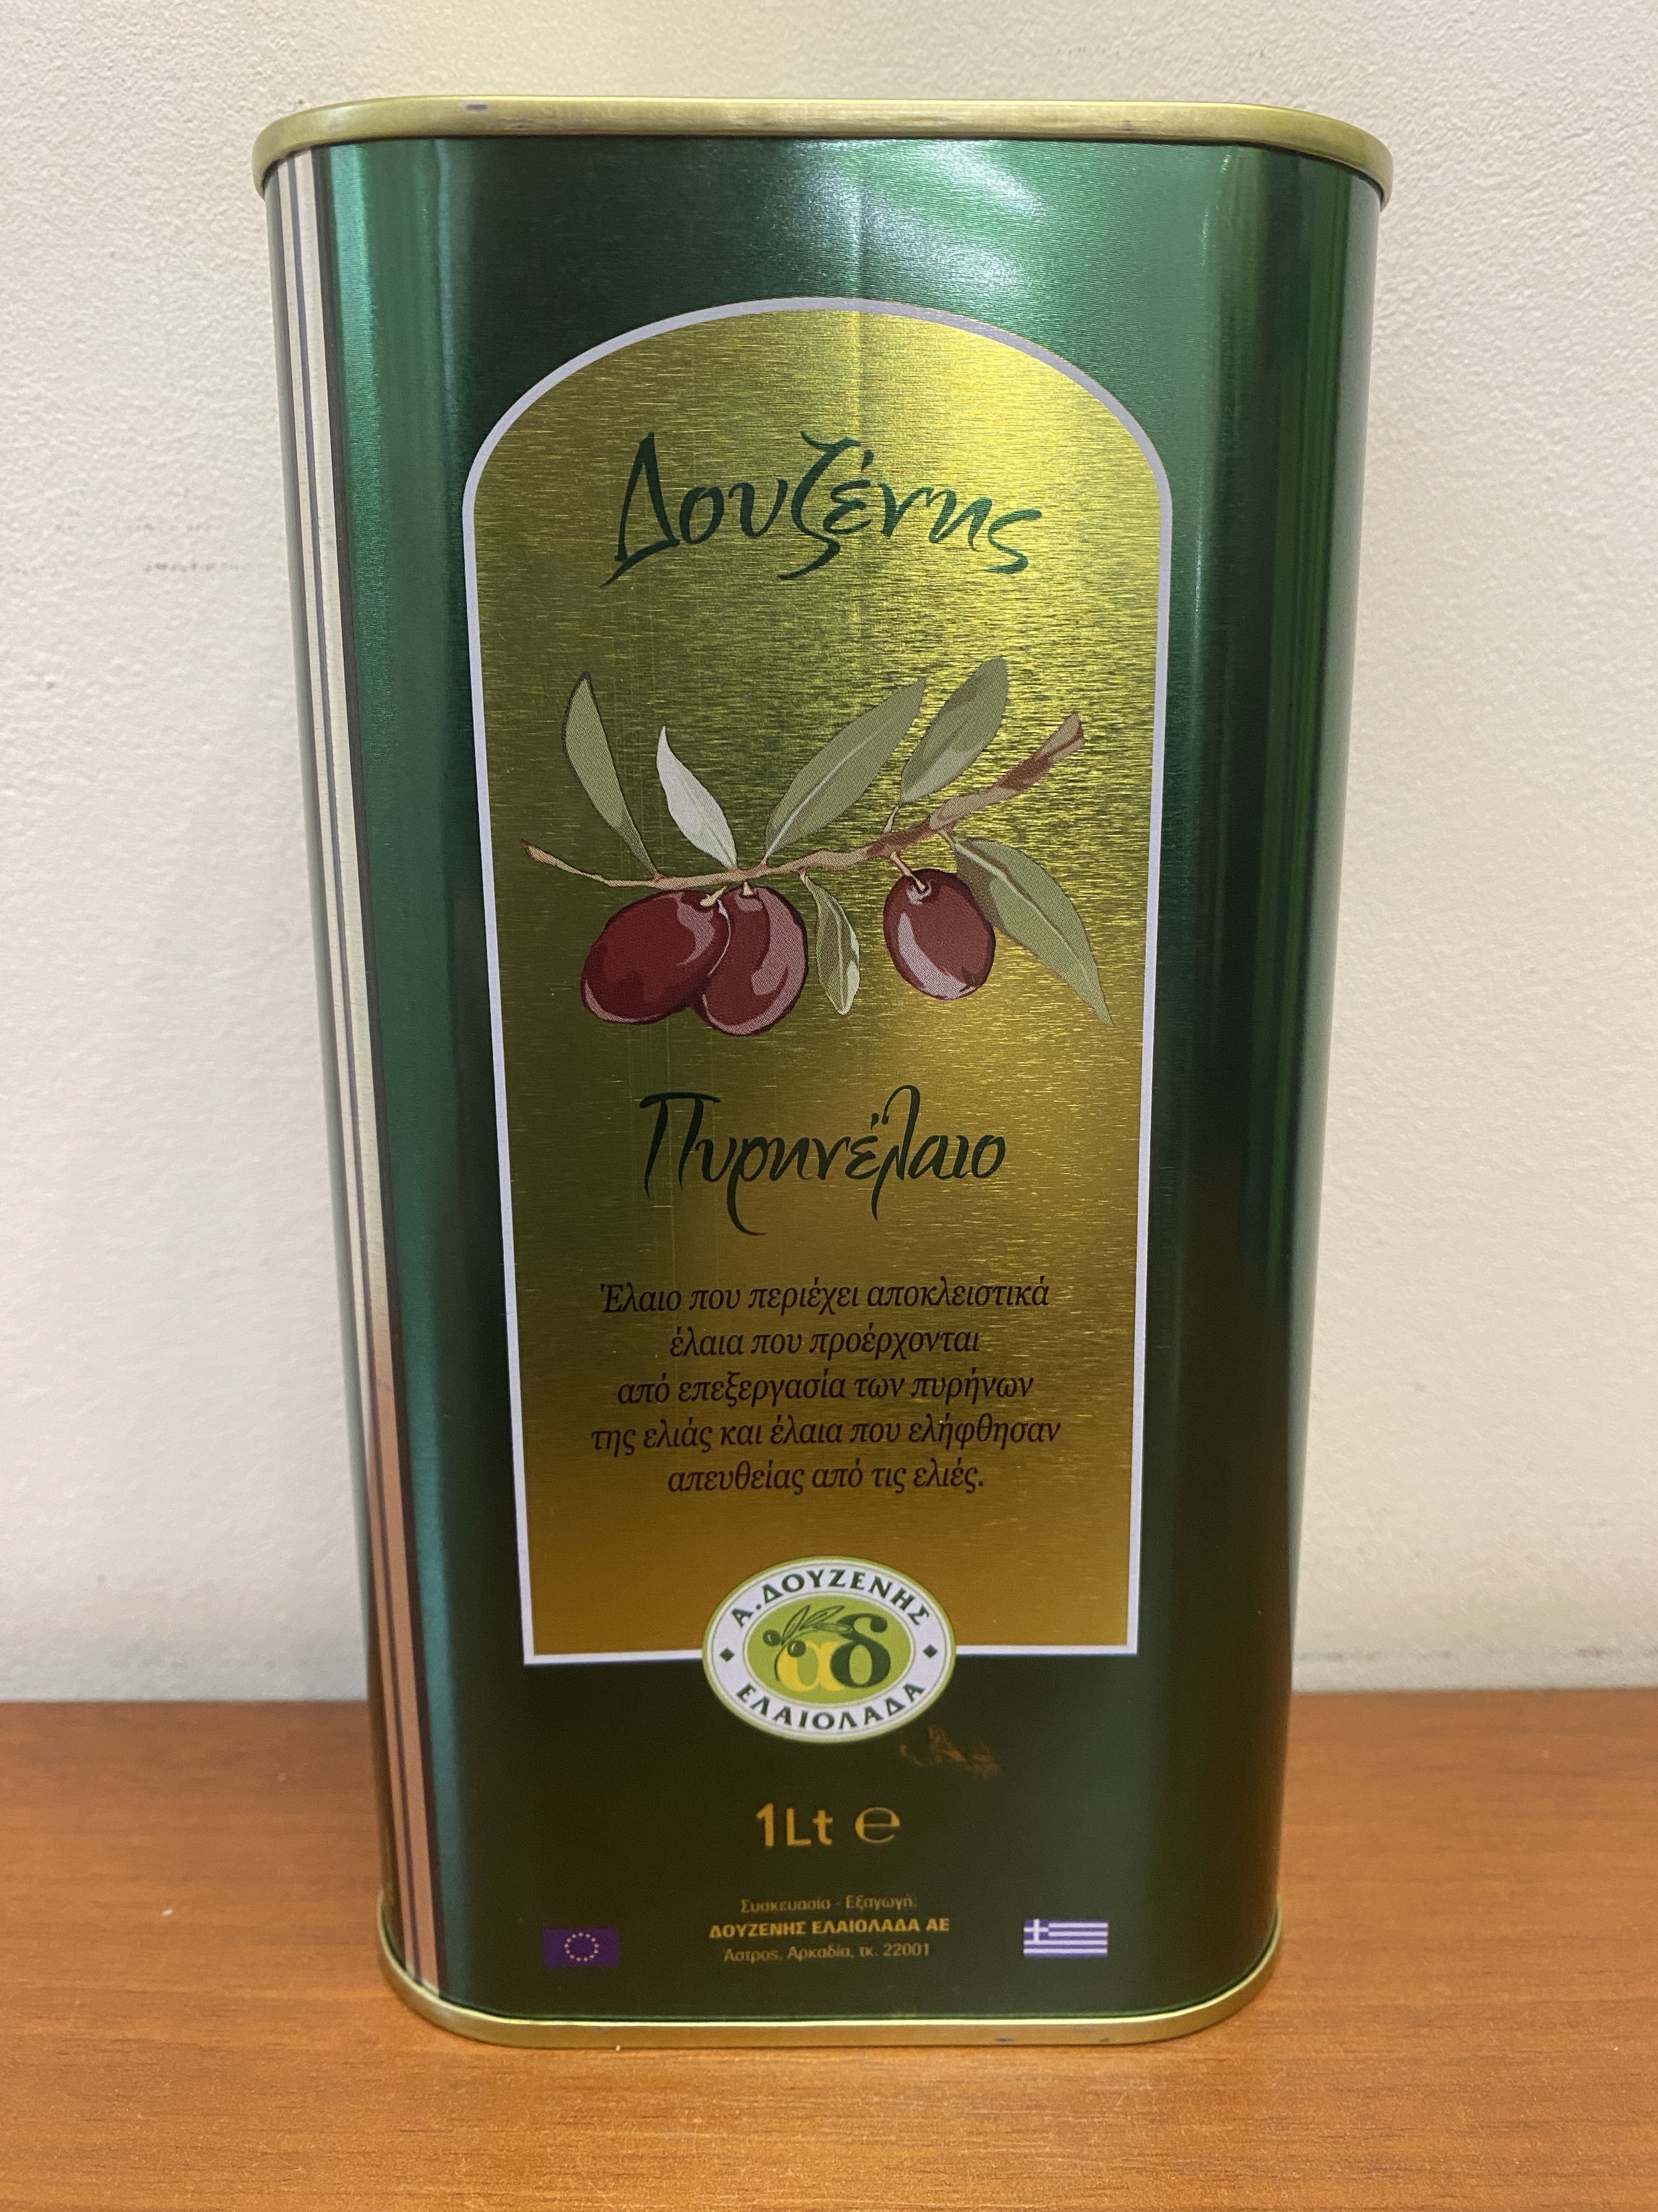 Δουζένης
Πυρηνέλαιο
Έλαιο που περιέχει αποκλειστικά
έλαια που προέρχονται
από επεξεργασία των πυρήνων
της ελιάς και έλαια που ελήφθησαν
απευθείας από τις ελιές.
Α.ΔΟΥΖΕΝΗΣ
αδ
ΕΛΑΙΟΛΑΔΑ
1Lt ℮
Συσκευασία - Εξαγωγή:
ΔΟΥΖΕΝΗΣ ΕΛΑΙΟΛΑΔΑ ΑΕ
Άστρος, Αρκαδία, τκ. 22001